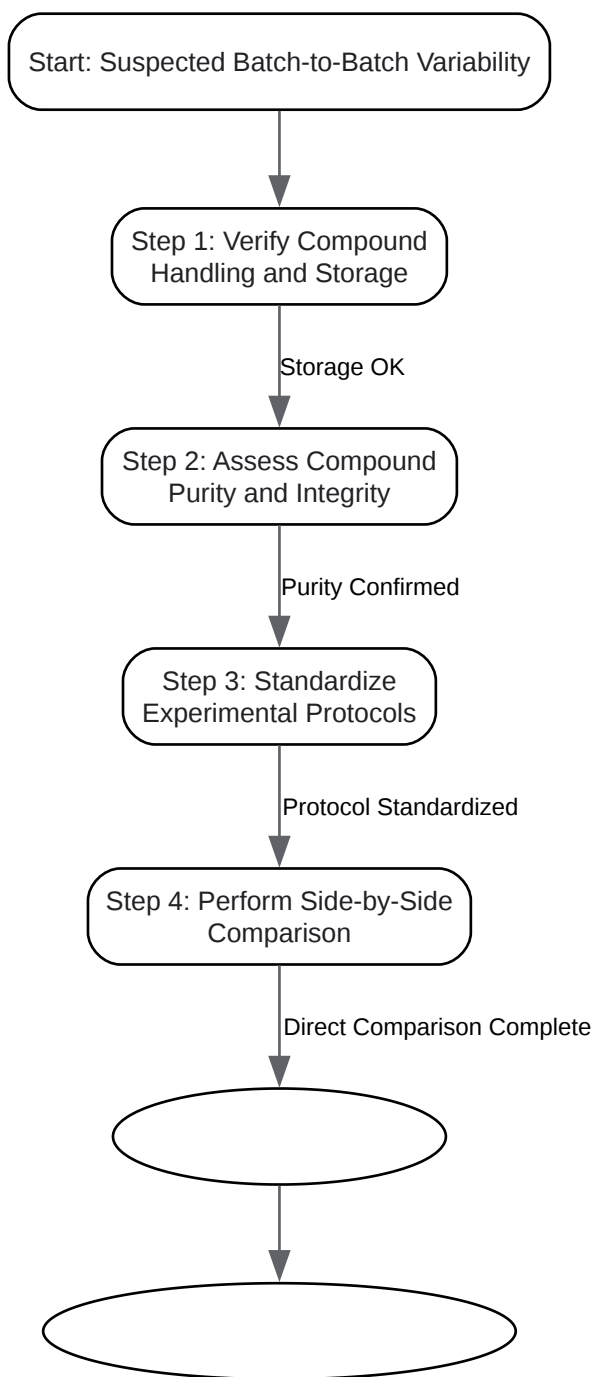 Start: Suspected Batch-to-Batch Variability
Step 1: Verify Compound
Handling and Storage
Storage OK
Step 2: Assess Compound
Purity and Integrity
Purity Confirmed
Step 3: Standardize
Experimental Protocols
Protocol Standardized
Step 4: Perform Side-by-Side
Comparison
Direct Comparison Complete